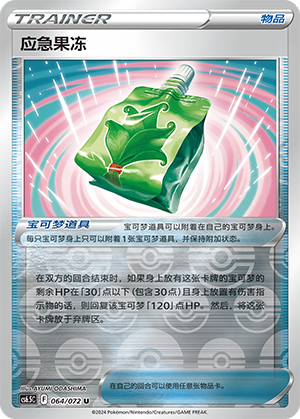 TRAINER
物品
应急果冻
宝可梦道具
宝可梦道具可以附着在自己的宝可梦身上。
每只宝可梦身上只可以附着1张宝可梦道具，并保持附加状态。
在双方的回合结束时，如果身上放有这张卡牌的宝可梦的
剩余HP在[30]点以下(包含30点)且身上放置有伤害指
示物的话，则回复该宝可梦「120」点HP。然后，将这张
卡牌放于弃牌区。
illus. AYUMI ODASHIMA
在自己的回合可以使任意张物品卡。
CSV6.5C F 064/072 U
©2024 Pokémon/Nintendo/Creatures/GAME FREAK.